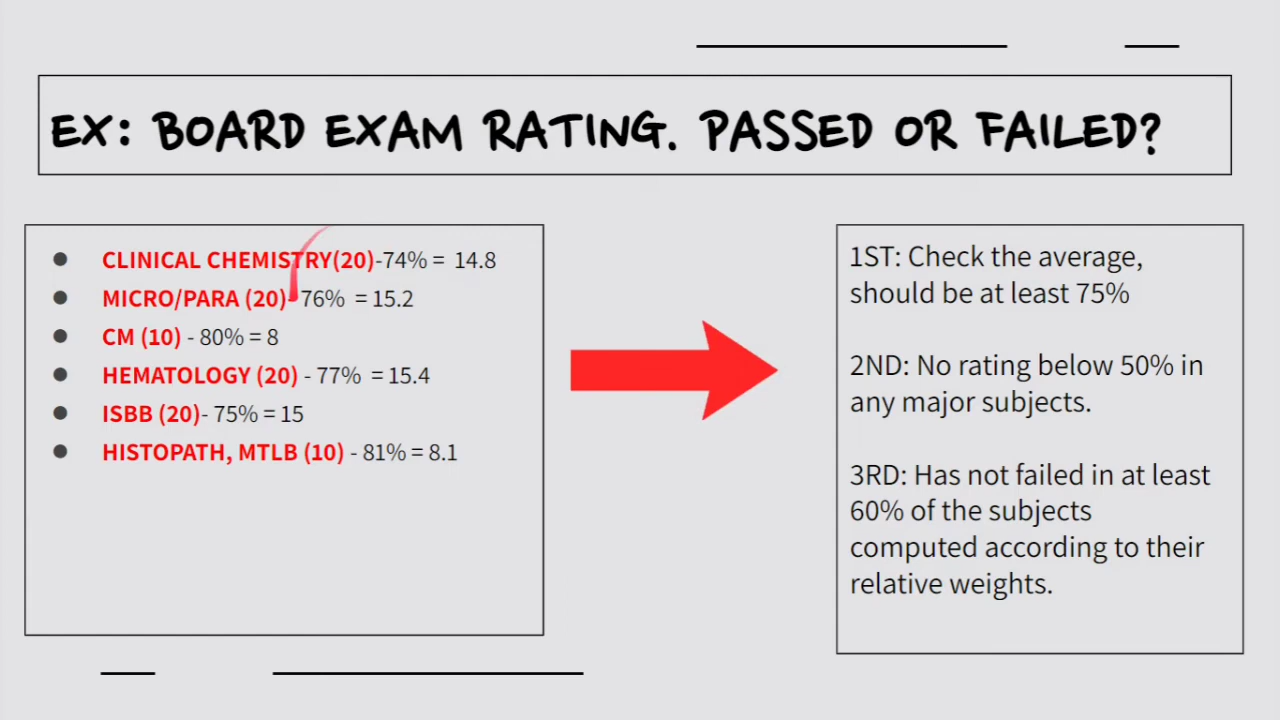 EX: BOARD EXAM RATING. PASSED OR FAILED?
● CLINICAL CHEMISTRY(20)-74% = 14.8
● MICRO/PARA (20)- 76% = 15.2
● CM (10) - 80% = 8
● HEMATOLOGY (20) - 77% = 15.4
● ISBB (20)- 75% = 15
● HISTOPATH, MTLB (10) - 81% = 8.1
1ST: Check the average,
should be at least 75%
2ND: No rating below 50% in
any major subjects.
3RD: Has not failed in at least
60% of the subjects
computed according to their
relative weights.